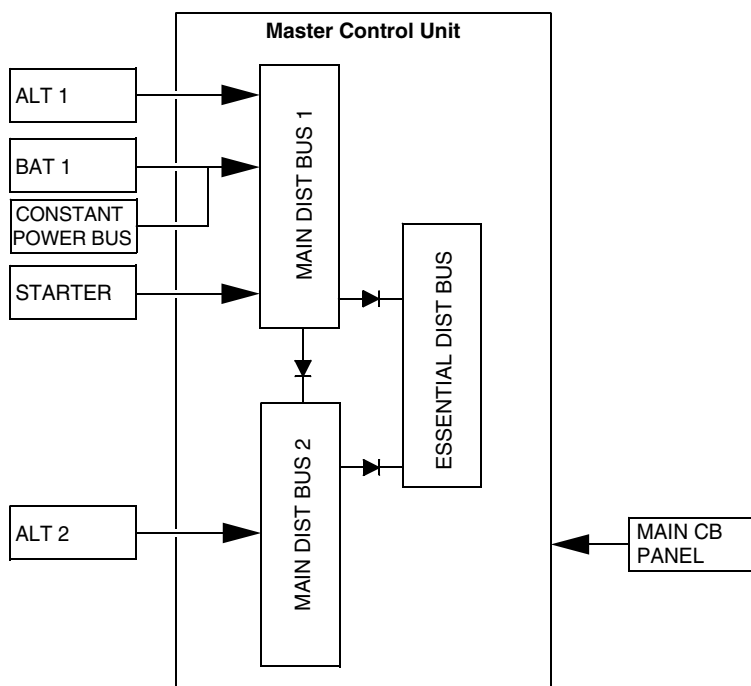 Master Control Unit
ALT 1
BAT 1
CONSTANT
POWER BUS
STARTER
MAIN DIST BUS 1
ESSENTIAL DIST BUS
MAIN DIST BUS 2
ALT 2
MAIN CB
PANEL